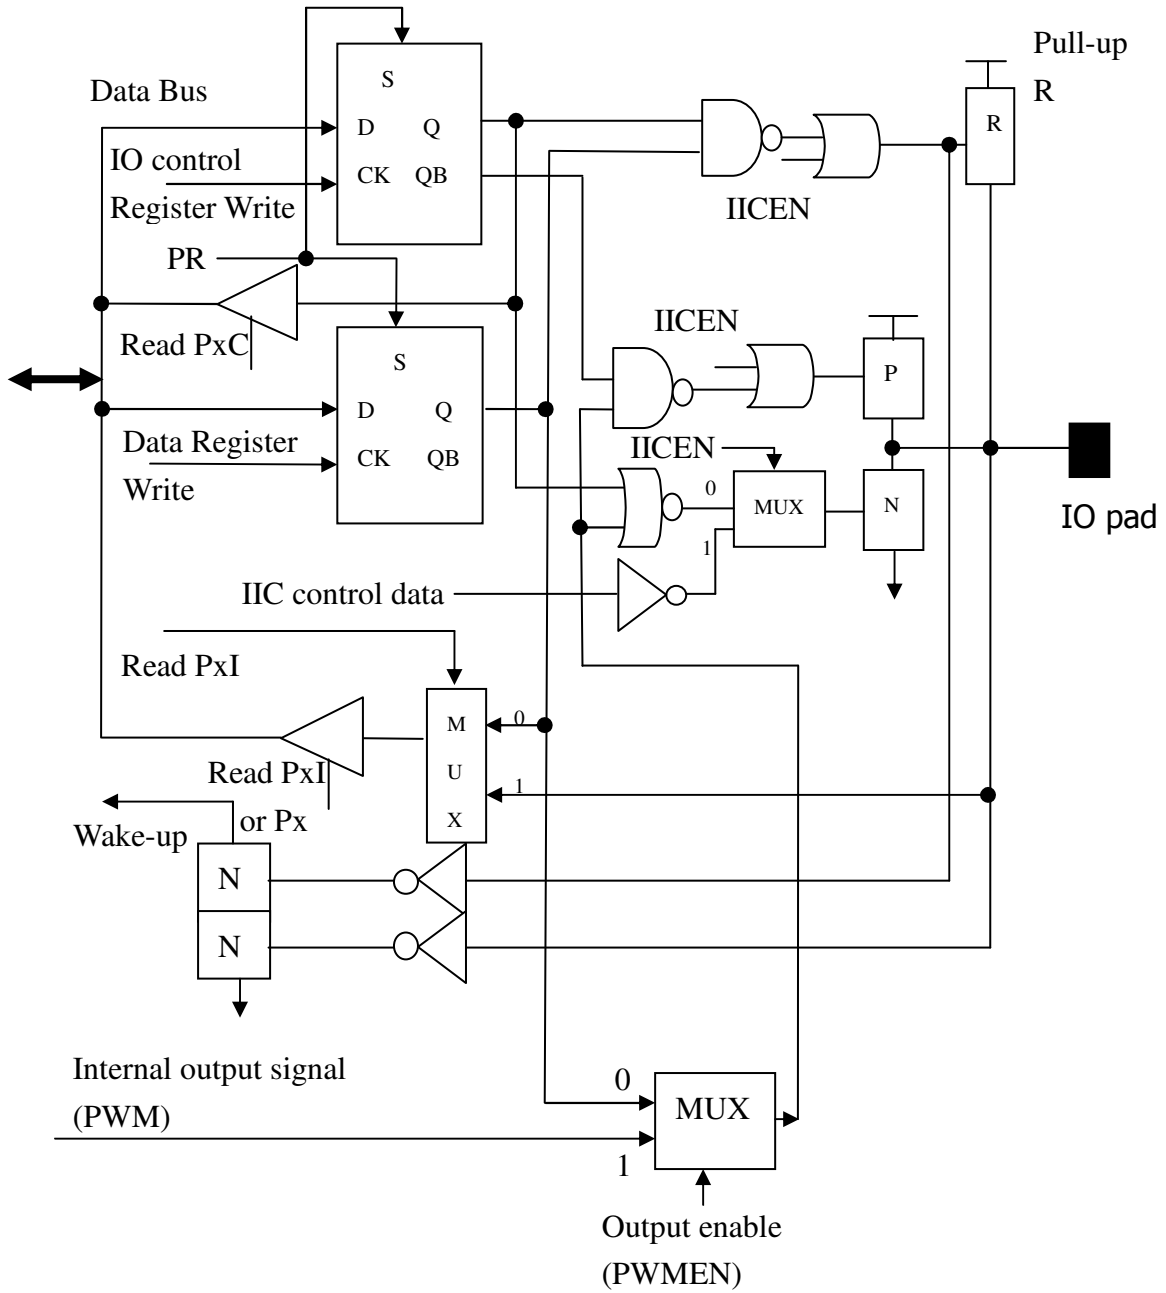 Pull-up
R
Data Bus
S
D Q
R
IO control
CK QB
Register Write
IICEN
PR
IICEN
Read PxC
S
P
D Q
Data Register
IICEN
CK QB
Write
0
MUX
N
IO pad
1
IIC control data
Read PxI
M
0
U
Read PxI
1
or Px
X
Wake-up
N
N
Internal output signal
0
(PWM)
MUX
1
Output enable
(PWMEN)